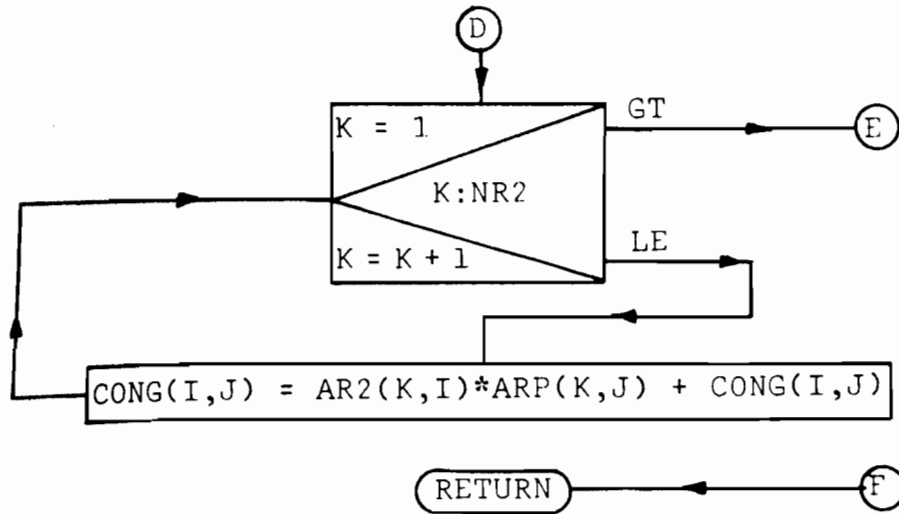 D
K = 1
GT
E
K:NR2
LE
K = K + 1
CONG(I,J) = AR2(K,I)*ARP(K,J) + CONG(I,J)
RETURN
F